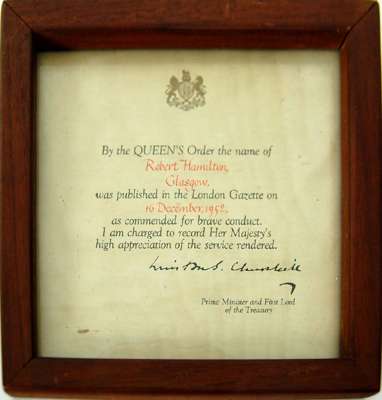 By the QUEEN'S Order the name of
Robert Hamilton,
Glasgow,
was published in the London Gazette on
16 December, 1952,
as commended for brave conduct.
I am charged to record Her Majesty's
high appreciation of the service rendered.
Winston S. Churchill
Prime Minister and First Lord
of the Treasury